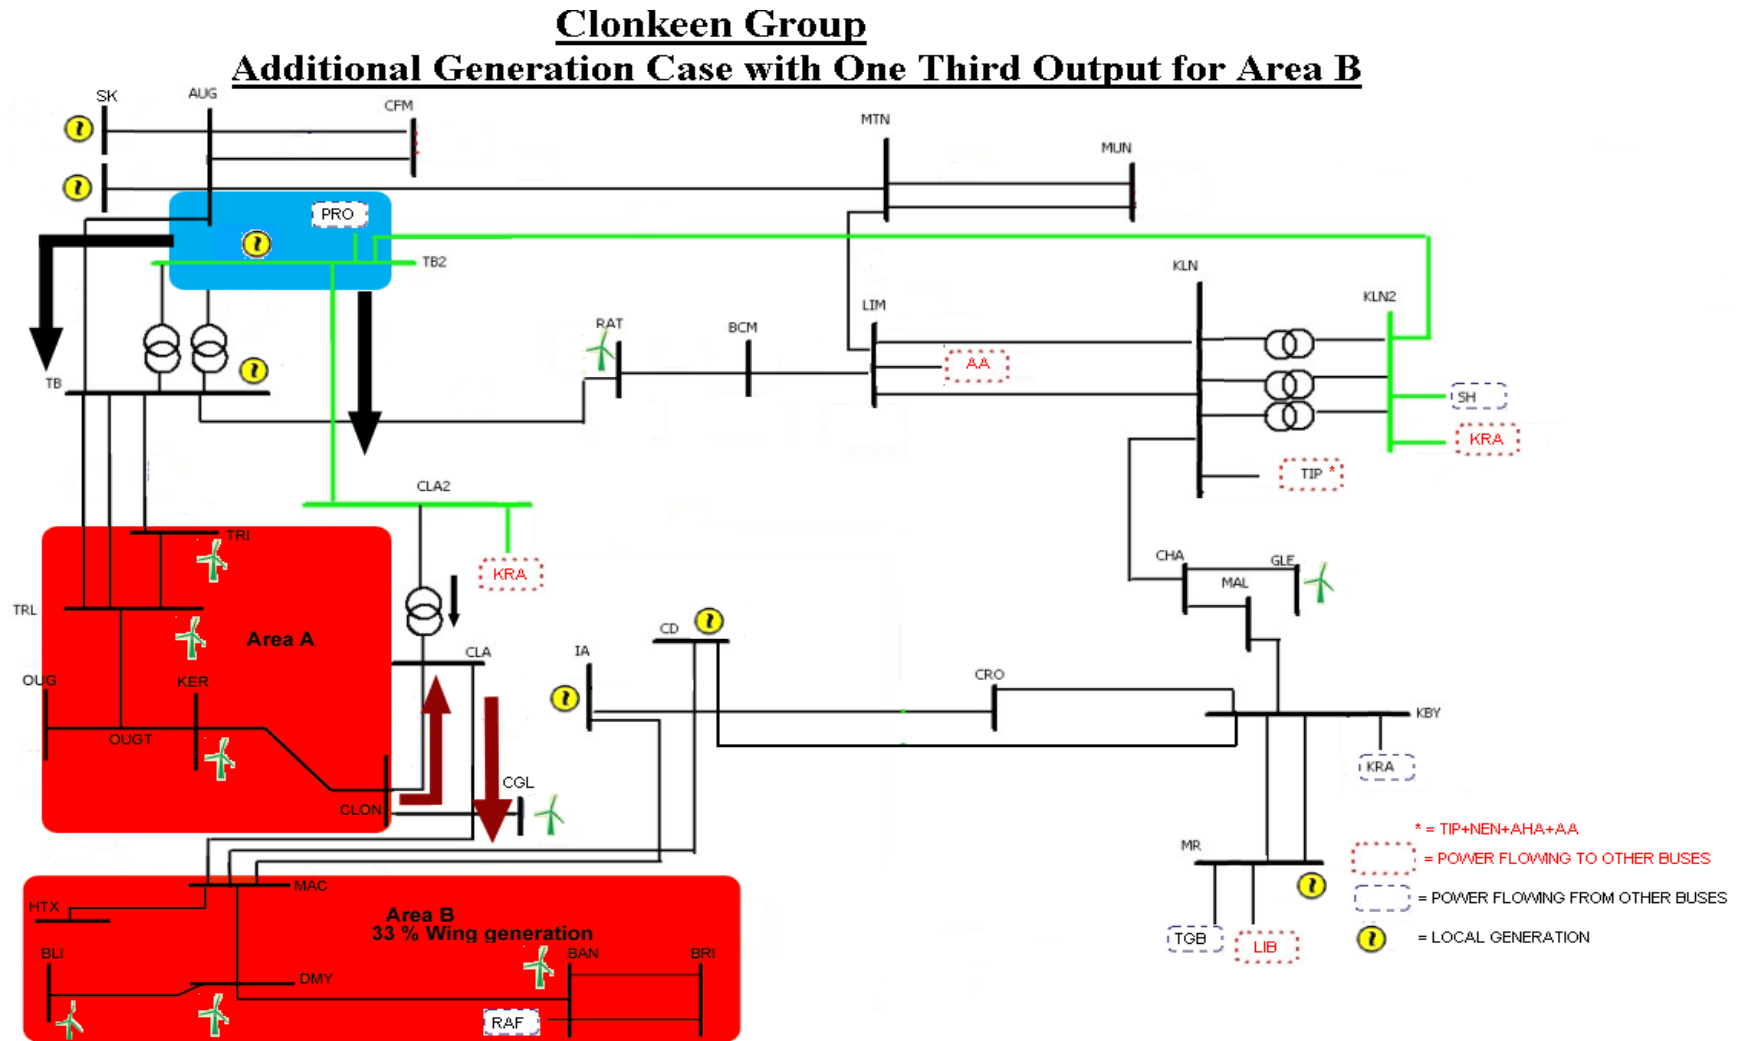 Clonkeen Group
Additional Generation Case with One Third Output for Area B
SK
AUG
CFM
MTN
MUN
PRO
TB2
KLN
KLN2
LIM
RAT
BCM
AA
TB
SH
KRA
TIP *
CLA2
TRI
KRA
CHA
GLE
MAL
TRL
Area A
CD
CLA
IA
OUG
KER
CRO
KBY
OUGT
KRA
CGL
CLON
* = TIP+NEN+AHA+AA
MR
= POWER FLOWING TO OTHER BUSES
MAC
= POWER FLOWING FROM OTHER BUSES
HTX
Area B
33 % Wing generation
TGB
LIB
= LOCAL GENERATION
BLI
BAN
BRI
DMY
RAF